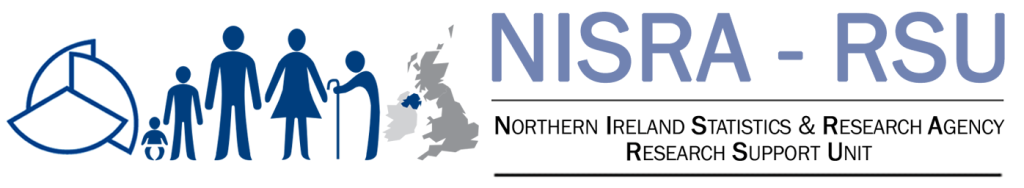 NISRA - RSU
NORTHERN IRELAND STATISTICS & RESEARCH AGENCY
RESEARCH SUPPORT UNIT